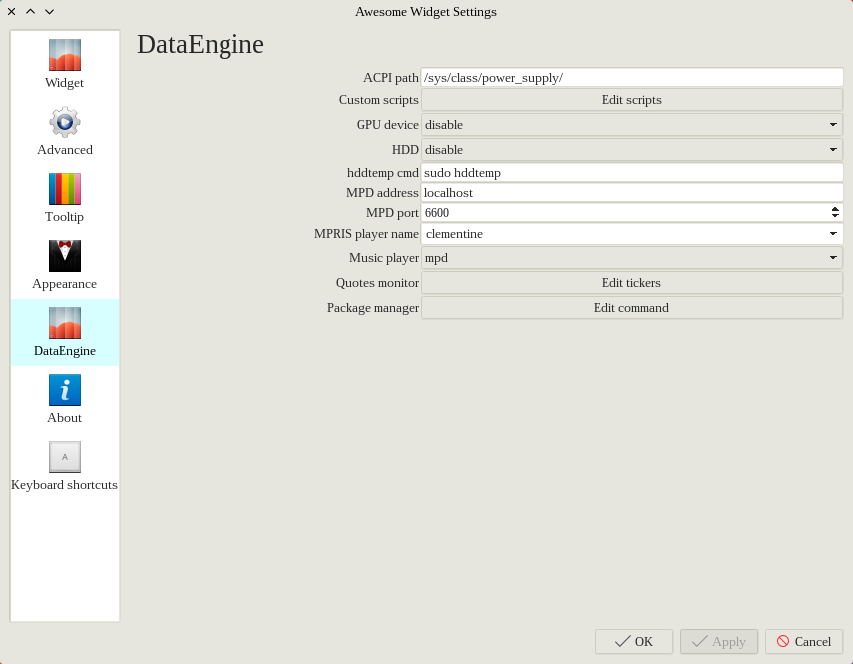 Awesome Widget Settings
Widget
Advanced
Tooltip
Appearance
DataEngine
About
A
Keyboard shortcuts
DataEngine
ACPI path /sys/class/power_supply/
Custom scripts Edit scripts
GPU device disable
HDD disable
hddtemp cmd sudo hddtemp
MPD address localhost
MPD port 6600
MPRIS player name clementine
Music player mpd
Quotes monitor Edit tickers
Package manager Edit command
OK Apply Cancel